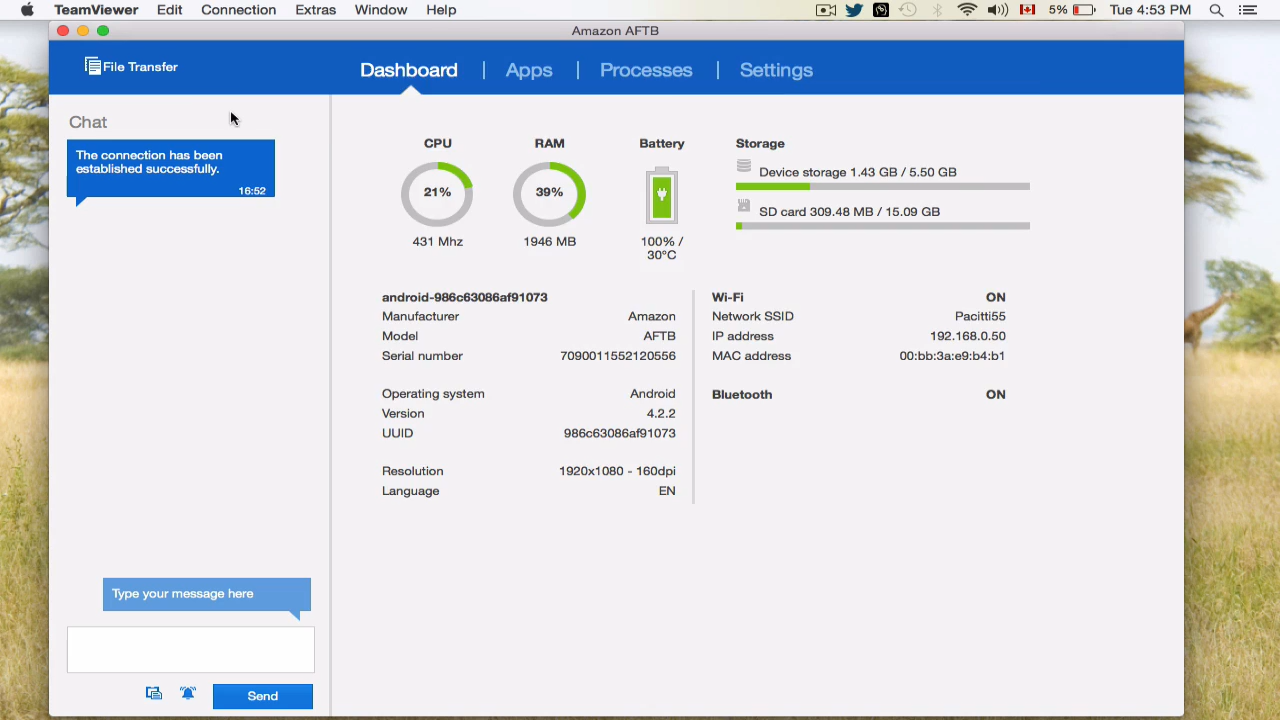 TeamViewer Edit Connection Extras Window Help 5% Tue 4:53 PM
Amazon AFTB
File Transfer Dashboard | Apps | Processes | Settings
Chat
The connection has been
established successfully.
16:52
CPU
21%
431 Mhz
RAM
39%
1946 MB
Battery
100% /
30°C
Storage
Device storage 1.43 GB / 5.50 GB
SD card 309.48 MB / 15.09 GB
android-986c63086af91073
Manufacturer Amazon
Model AFTB
Serial number 7090011552120556
Operating system Android
Version 4.2.2
UUID 986c63086af91073
Resolution 1920x1080 - 160dpi
Language EN
Wi-Fi ON
Network SSID Pacitti55
IP address 192.168.0.50
MAC address 00:bb:3a:e9:b4:b1
Bluetooth ON
Type your message here
Send